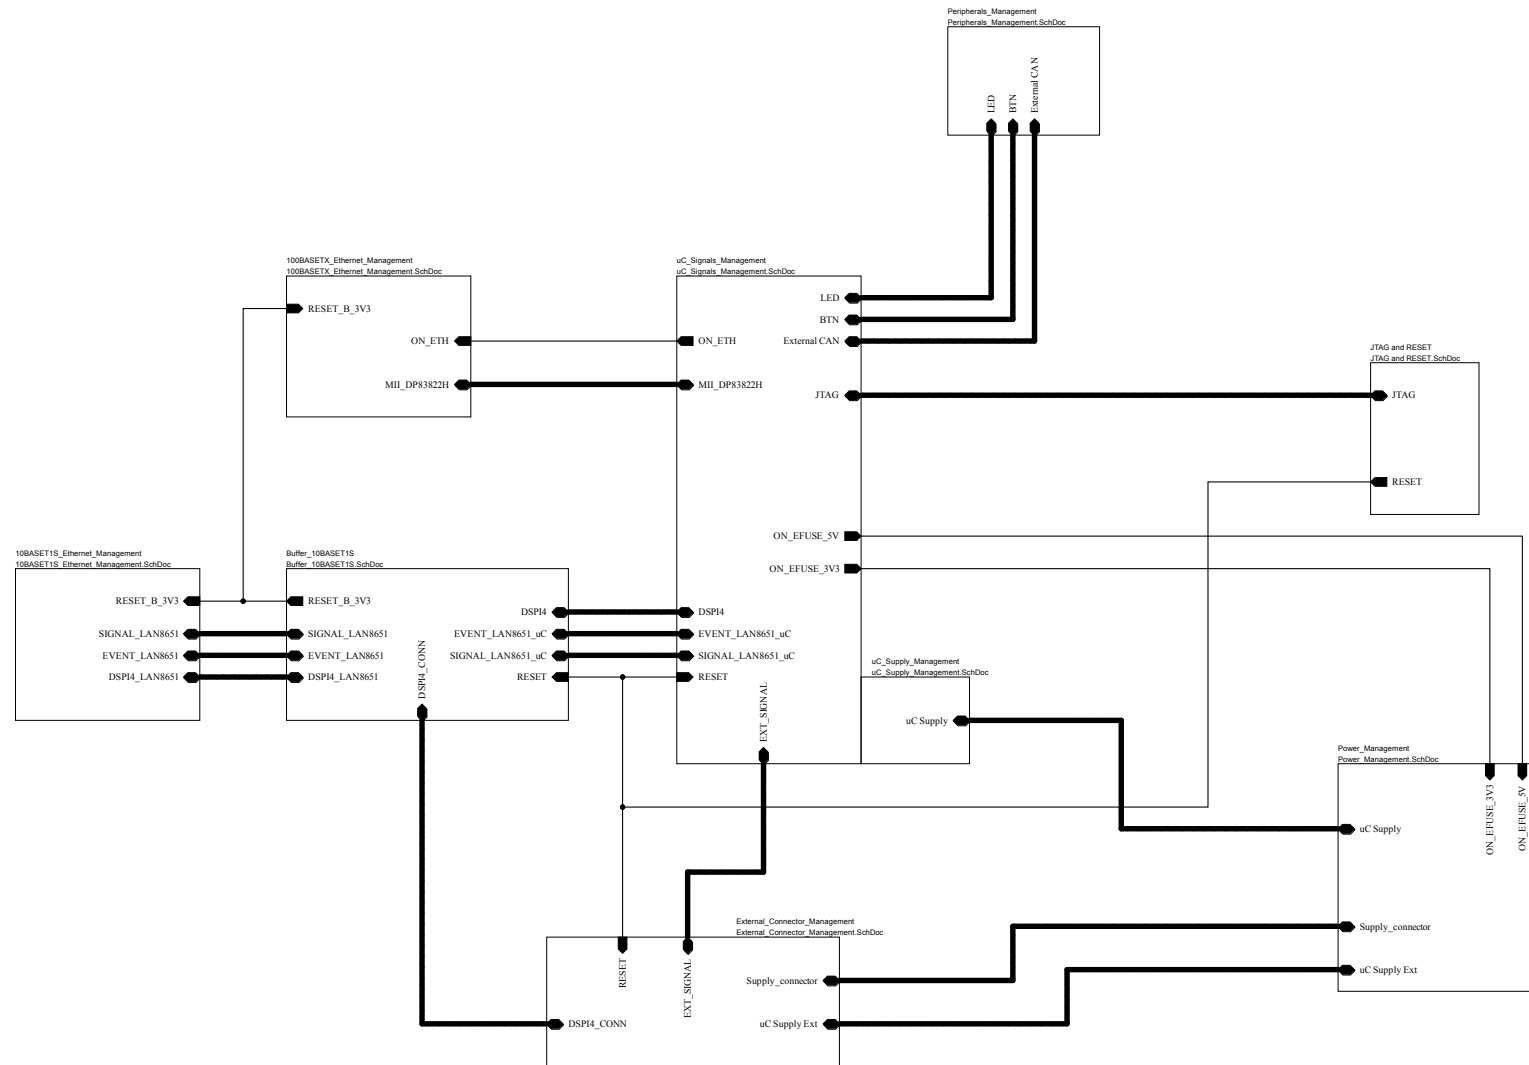 Peripherals_Management
Peripherals_Management.SchDoc
LED
BTN
External CAN
100BASETX_Ethernet_Management
100BASETX_Ethernet_Management.SchDoc
RESET_B_3V3
ON_ETH
MII_DP83822H
uC_Signals_Management
uC_Signals_Management.SchDoc
LED
BTN
External CAN
ON_ETH
MII_DP83822H
JTAG
ON_EFUSE_5V
ON_EFUSE_3V3
DSPI4
EVENT_LAN8651_uC
SIGNAL_LAN8651_uC
RESET
EXT_SIGNAL
JTAG and RESET
JTAG and RESET.SchDoc
JTAG
RESET
10BASET1S_Ethernet_Management
10BASET1S_Ethernet_Management.SchDoc
RESET_B_3V3
SIGNAL_LAN8651
EVENT_LAN8651
DSPI4_LAN8651
Buffer_10BASET1S
Buffer_10BASET1S.SchDoc
RESET_B_3V3
SIGNAL_LAN8651
EVENT_LAN8651
DSPI4_LAN8651
DSPI4_CONN
DSPI4
EVENT_LAN8651_uC
SIGNAL_LAN8651_uC
RESET
uC_Supply_Management
uC_Supply_Management.SchDoc
uC Supply
Power_Management
Power_Management.SchDoc
ON_EFUSE_3V3
ON_EFUSE_5V
uC Supply
Supply_connector
uC Supply Ext
External_Connector_Management
External_Connector_Management.SchDoc
RESET
EXT_SIGNAL
Supply_connector
DSPI4_CONN
uC Supply Ext